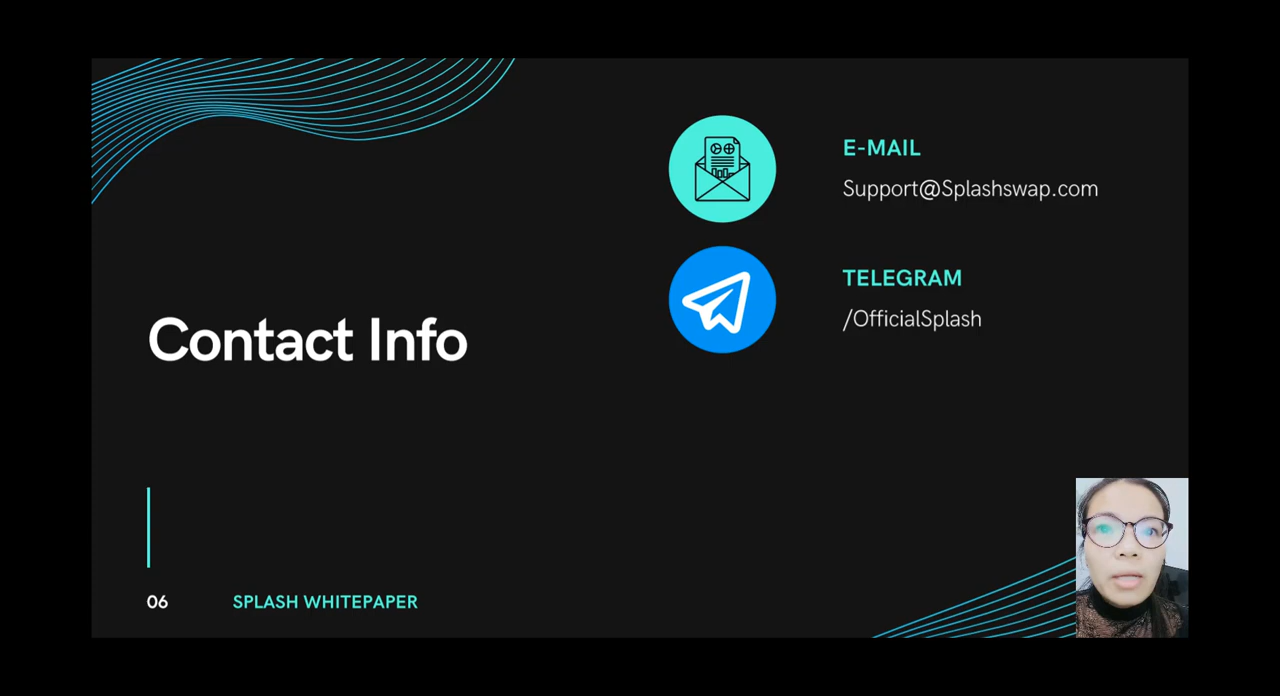 E-MAIL
Support@Splashswap.com
TELEGRAM
/OfficialSplash
Contact Info
06
SPLASH WHITEPAPER